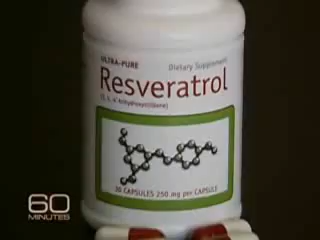 ULTRA-PURE Dietary Supplement
Resveratrol
30 CAPSULES 250 mg per CAPSULE
60
MINUTES